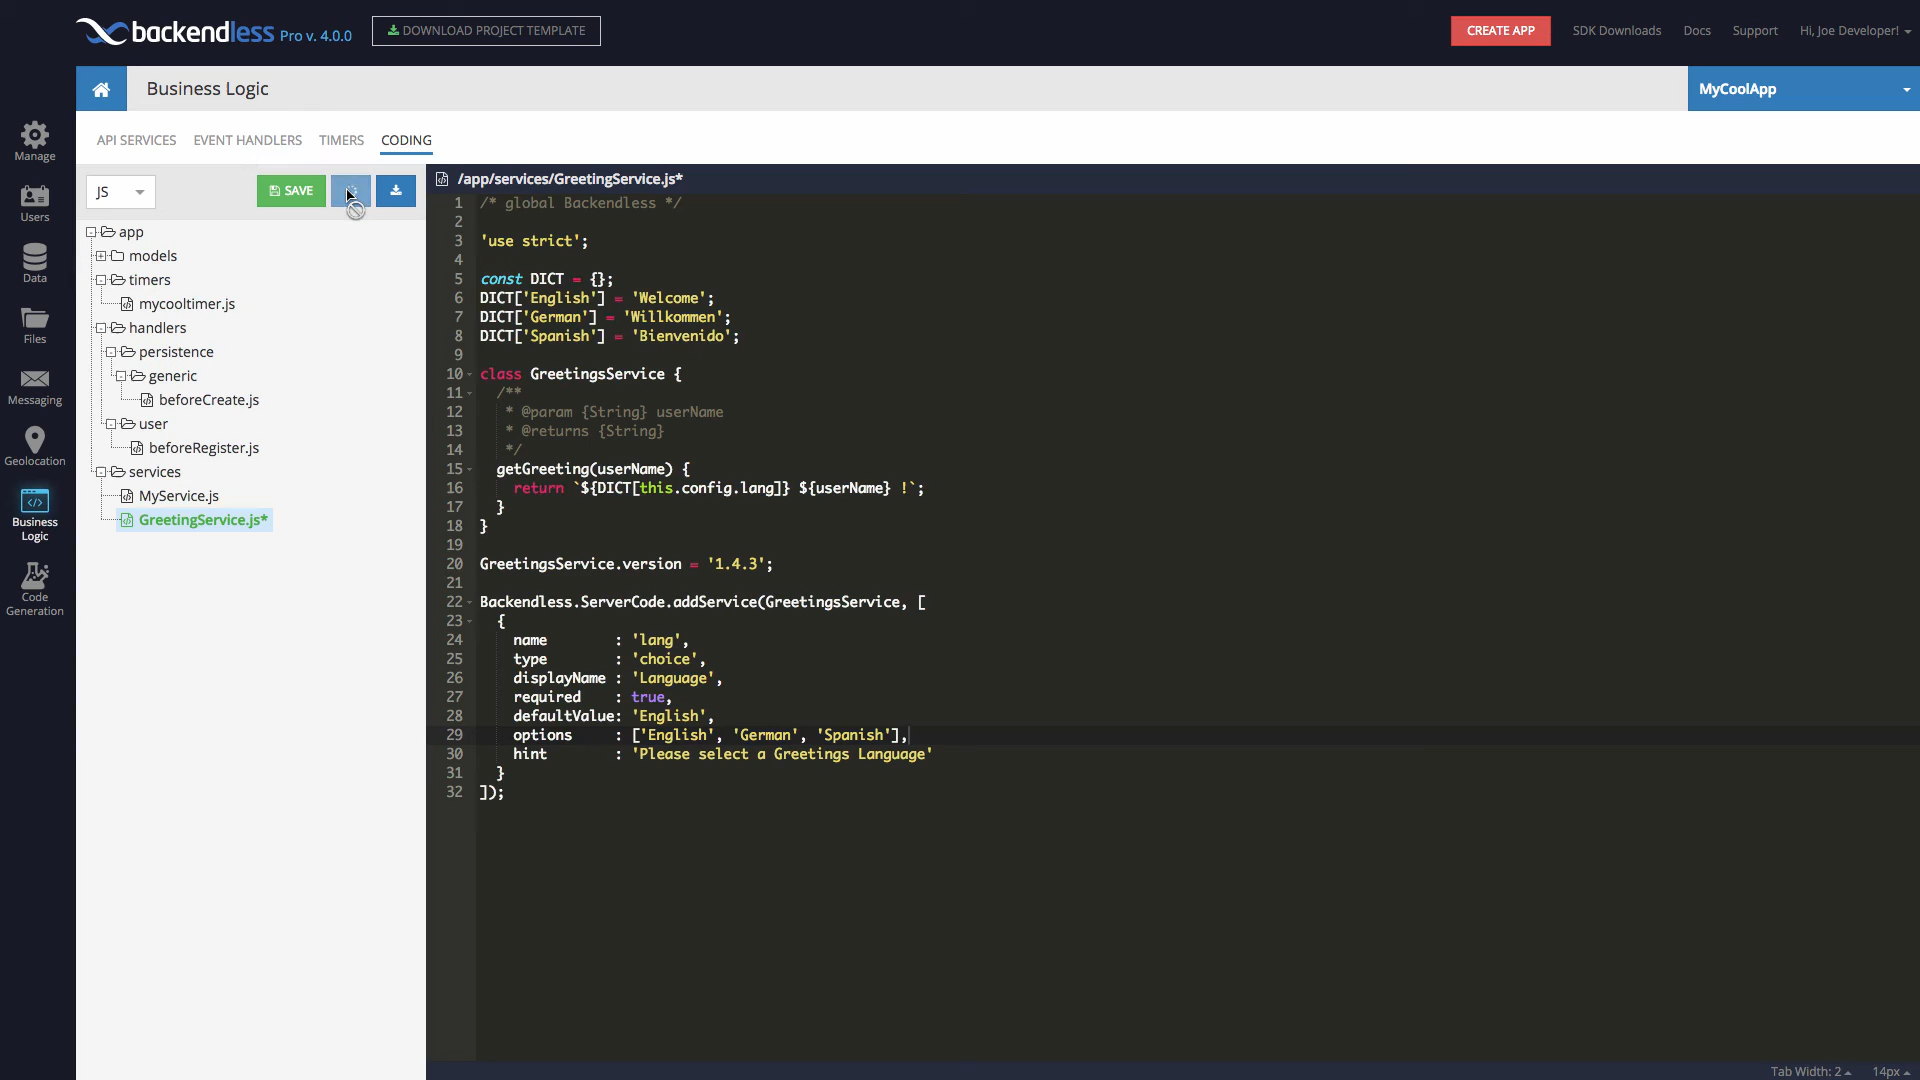 backendless Pro v. 4.0.0
DOWNLOAD PROJECT TEMPLATE
CREATE APP
SDK Downloads
Docs
Support
Hi, Joe Developer!
Business Logic
MyCoolApp
API SERVICES
EVENT HANDLERS
TIMERS
CODING
Manage
Users
Data
Files
Messaging
Geolocation
Business
Logic
Code
Generation
JS
SAVE
app
models
timers
mycooltimer.js
handlers
persistence
generic
beforeCreate.js
user
beforeRegister.js
services
MyService.js
GreetingService.js*
/app/services/GreetingService.js*
1 /* global Backendless */
2
3 'use strict';
4
5 const DICT = {};
6 DICT['English'] = 'Welcome';
7 DICT['German'] = 'Willkommen';
8 DICT['Spanish'] = 'Bienvenido';
9
10 class GreetingsService {
11 /**
12 * @param {String} userName
13 * @returns {String}
14 */
15 getGreeting(userName) {
16 return `${DICT[this.config.lang]} ${userName} !`;
17 }
18 }
19
20 GreetingsService.version = '1.4.3';
21
22 Backendless.ServerCode.addService(GreetingsService, [
23 {
24 name : 'lang',
25 type : 'choice',
26 displayName : 'Language',
27 required : true,
28 defaultValue: 'English',
29 options : ['English', 'German', 'Spanish'],
30 hint : 'Please select a Greetings Language'
31 }
32 ]);
Tab Width: 2
14px